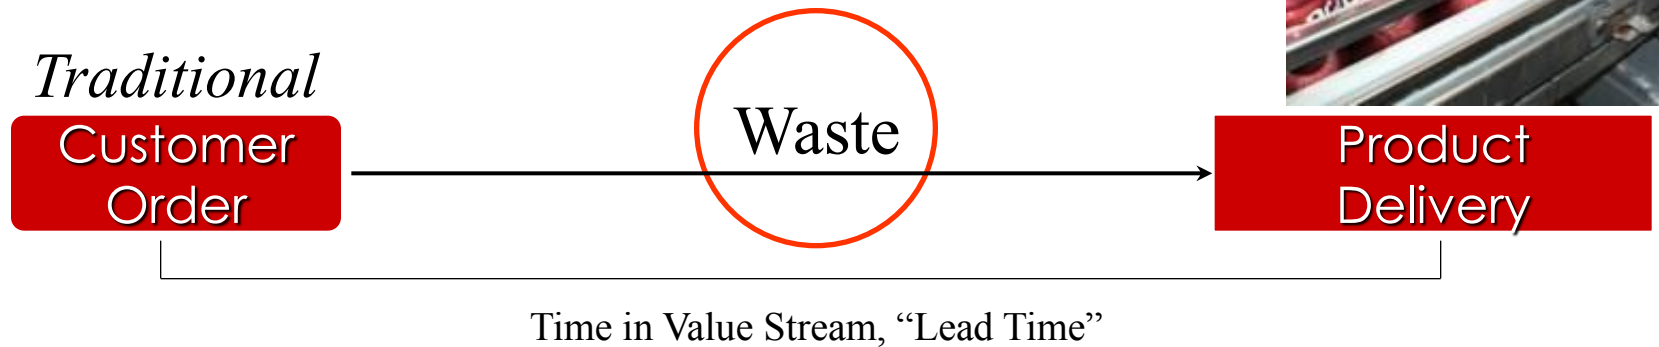 Traditional
Customer
Order
Waste
Product
Delivery
Time in Value Stream, “Lead Time”